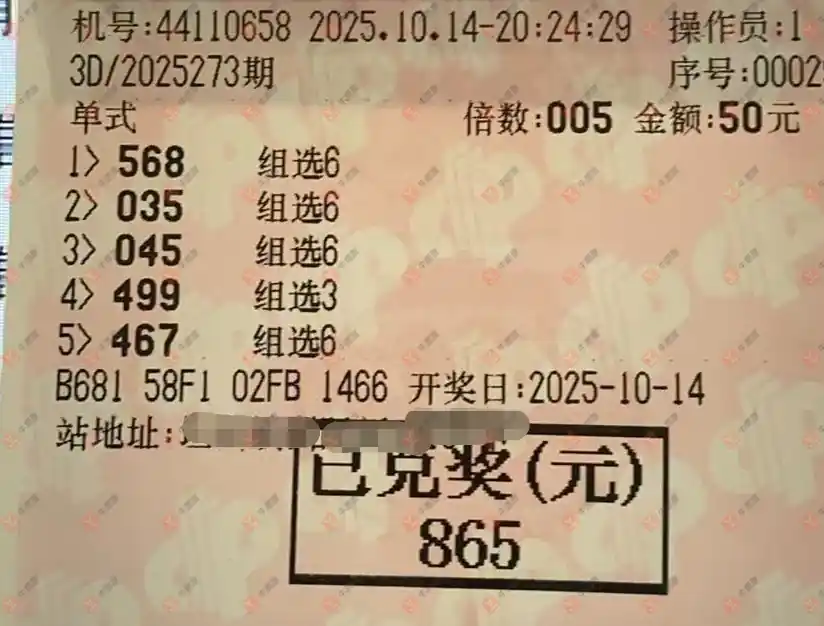 机号:44110658 2025.10.14-20:24:29 操作员:1
3D/2025273期 序号:0002
单式 倍数:005 金额:50元
1> 568 组选6
2> 035 组选6
3> 045 组选6
4> 499 组选3
5> 467 组选6
B681 58F1 02FB 1466 开奖日:2025-10-14
站地址:
已兑奖(元)
865